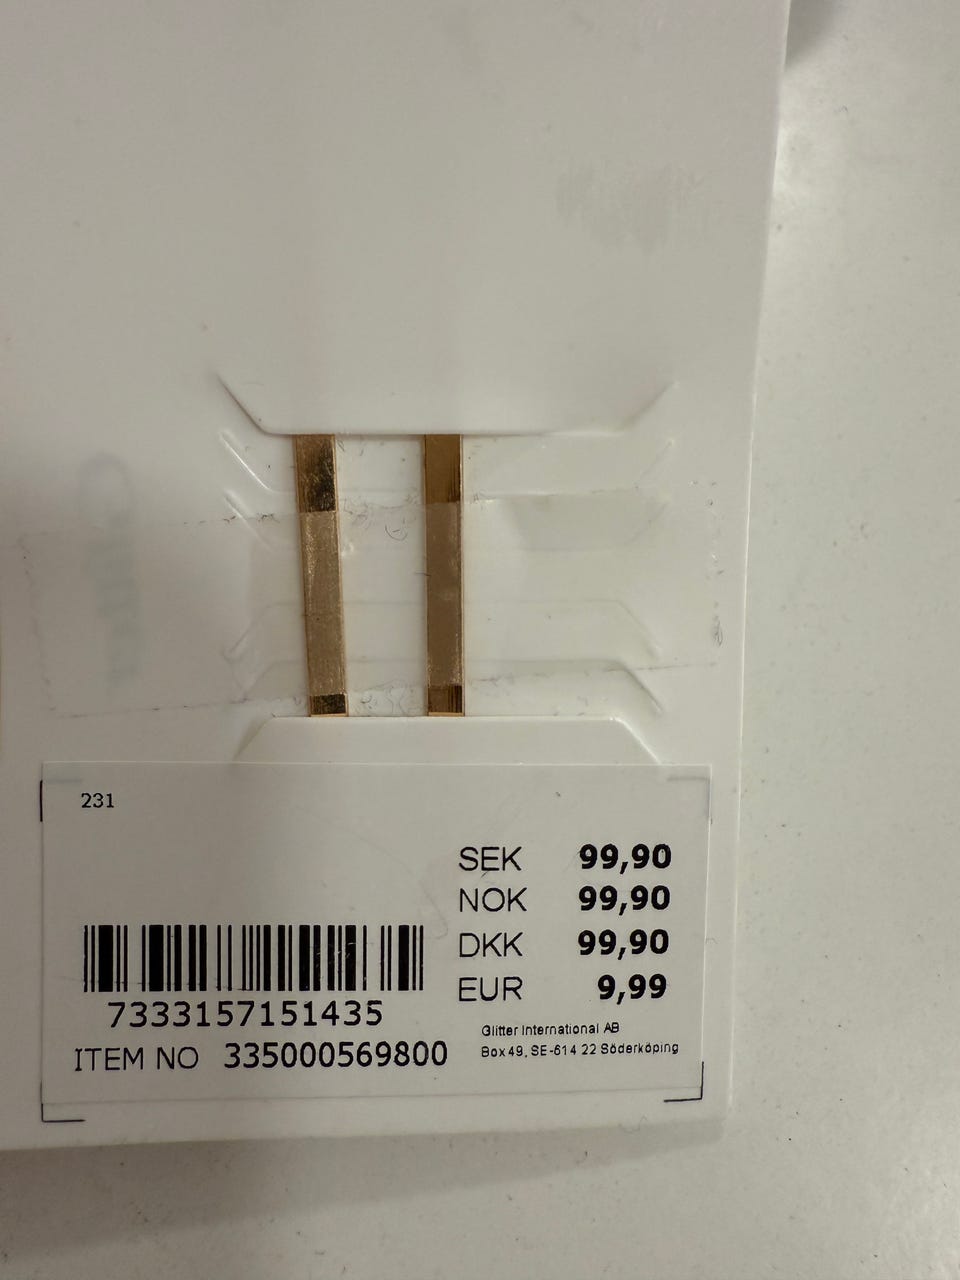 231
SEK 99,90
NOK 99,90
DKK 99,90
EUR 9,99
7333157151435
ITEM NO 335000569800
Glitter International AB
Box 49, SE-614 22 Söderköping